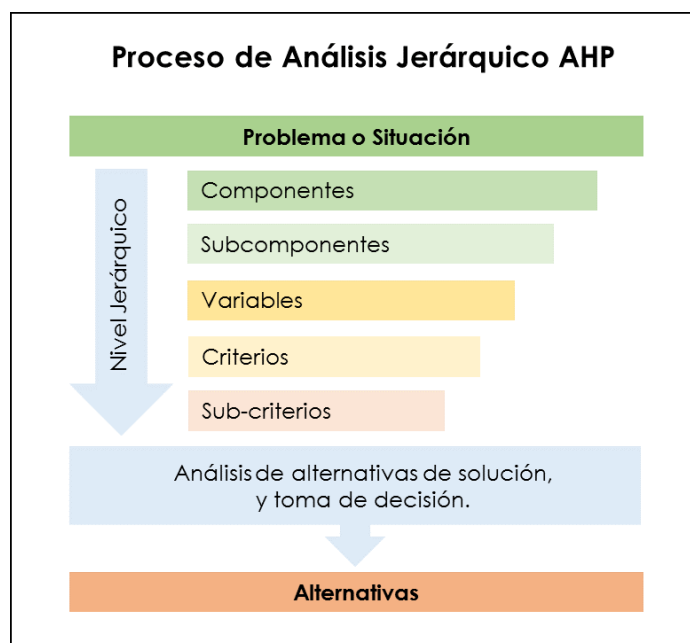 Proceso de Análisis Jerárquico AHP
Problema o Situación
Nivel Jerárquico
Componentes
Subcomponentes
Variables
Criterios
Sub-criterios
Análisis de alternativas de solución,
y toma de decisión.
Alternativas